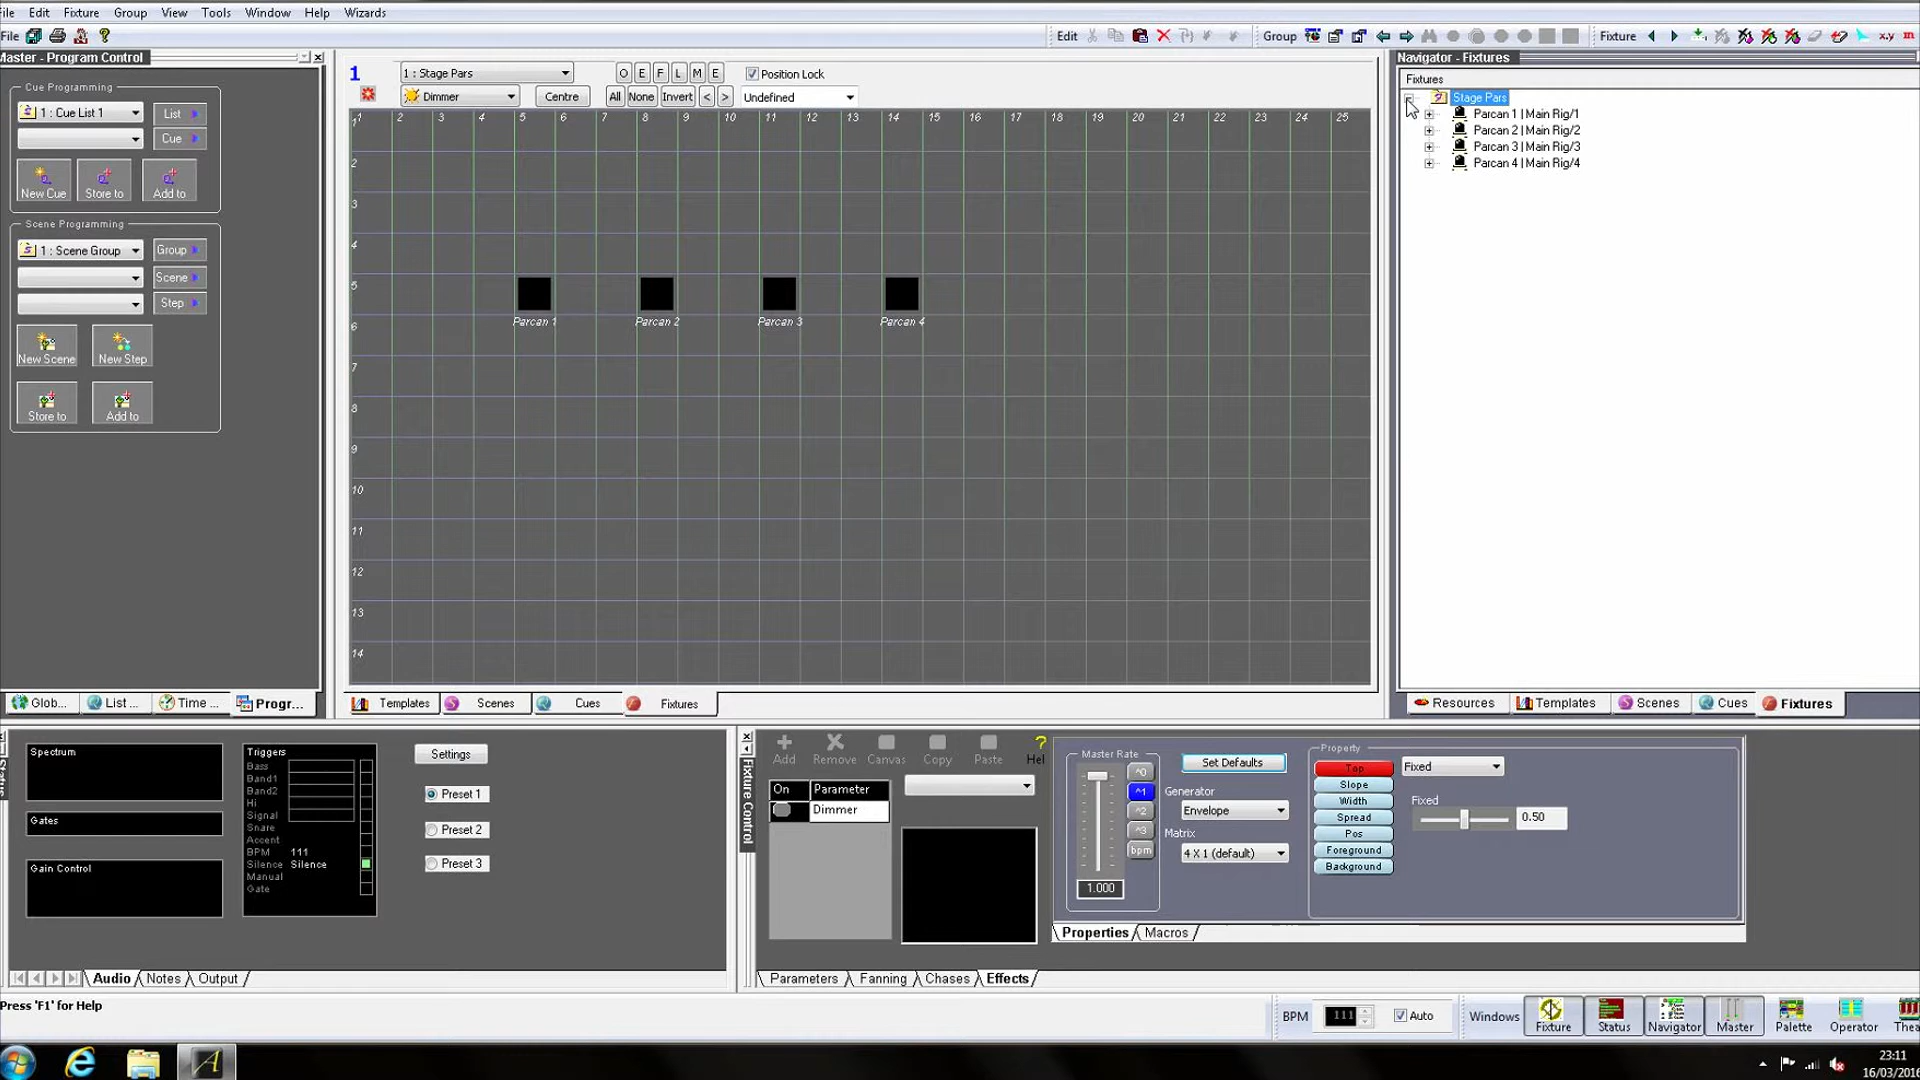 File Edit Fixture Group View Tools Window Help Wizards
File Edit Group Fixture x.y m
Master - Program Control
Cue Programming
1 : Cue List 1 List
Cue
New Cue Store to Add to
Scene Programming
1 : Scene Group Group
Scene
Step
New Scene New Step
Store to Add to
Glob... List ... Time ... Progr...
1 1 : Stage Pars O E F L M E Position Lock
Dimmer Centre All None Invert < > Undefined
1 2 3 4 5 6 7 8 9 10 11 12 13 14 15 16 17 18 19 20 21 22 23 24 25
2
3
4
5
Parcan 1 Parcan 2 Parcan 3 Parcan 4
6
7
8
9
10
11
12
13
14
Templates Scenes Cues Fixtures
Navigator - Fixtures
Fixtures
Stage Pars
Parcan 1 | Main Rig/1
Parcan 2 | Main Rig/2
Parcan 3 | Main Rig/3
Parcan 4 | Main Rig/4
Resources Templates Scenes Cues Fixtures
Spectrum
Gates
Gain Control
Triggers
Bass
Band1
Band2
Hi
Signal
Snare
Accent
BPM 111
Silence Silence
Manual
Gate
Settings
Preset 1
Preset 2
Preset 3
Audio Notes Output
Fixture Control
Add Remove Canvas Copy Paste Hel
On Parameter
Dimmer
Master Rate
^0
^1
^2
^3
bpm
1.000
Set Defaults
Generator
Envelope
Matrix
4 X 1 (default)
Property
Top
Slope
Width
Spread
Pos
Foreground
Background
Fixed
Fixed
0.50
Properties Macros
Parameters Fanning Chases Effects
Press 'F1' for Help
BPM 111 Auto Windows Fixture Status Navigator Master Palette Operator Thea
23:11
16/03/2016